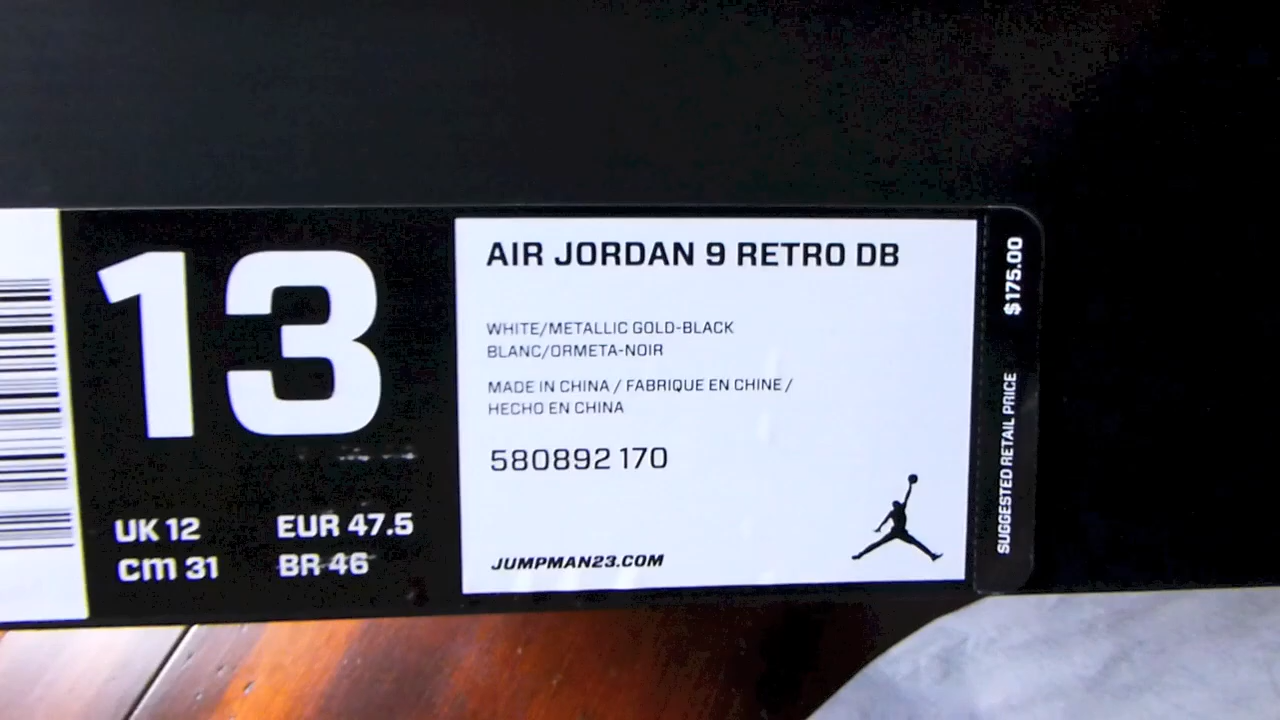 13
UK 12
EUR 47.5
cm 31
BR 46
AIR JORDAN 9 RETRO DB
WHITE/METALLIC GOLD-BLACK
BLANC/ORMETA-NOIR
MADE IN CHINA / FABRIQUE EN CHINE /
HECHO EN CHINA
580892 170
JUMPMAN23.COM
SUGGESTED RETAIL PRICE $175.00